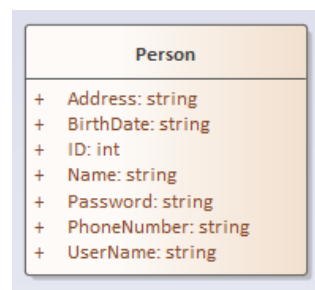 Person
+ Address: string
+ BirthDate: string
+ ID: int
+ Name: string
+ Password: string
+ PhoneNumber: string
+ UserName: string